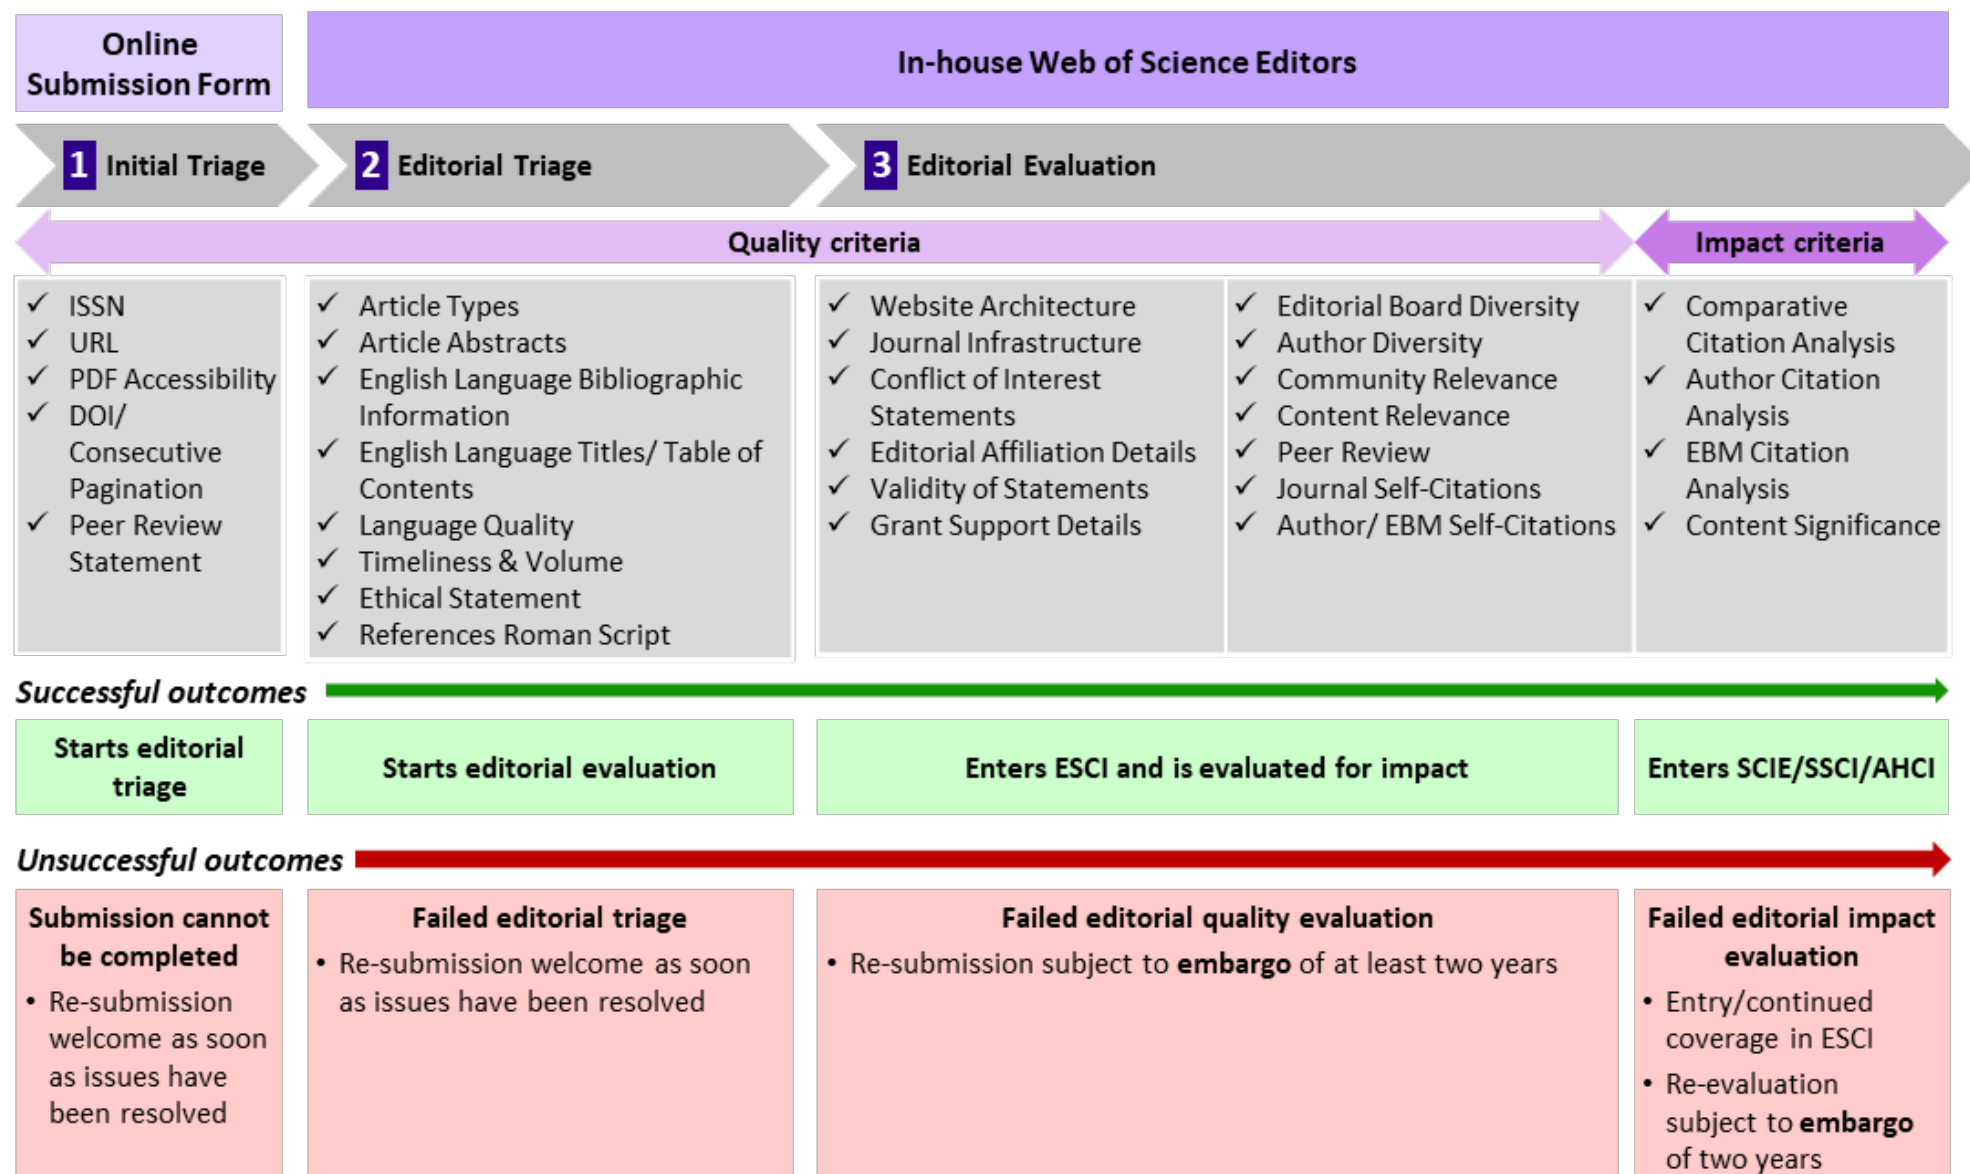 Online
Submission Form
In-house Web of Science Editors
1 Initial Triage
2 Editorial Triage
3 Editorial Evaluation
Quality criteria
Impact criteria
✓ ISSN
✓ URL
✓ PDF Accessibility
✓ DOI/
Consecutive
Pagination
✓ Peer Review
Statement
✓ Article Types
✓ Article Abstracts
✓ English Language Bibliographic
Information
✓ English Language Titles/ Table of
Contents
✓ Language Quality
✓ Timeliness & Volume
✓ Ethical Statement
✓ References Roman Script
✓ Website Architecture
✓ Journal Infrastructure
✓ Conflict of Interest
Statements
✓ Editorial Affiliation Details
✓ Validity of Statements
✓ Grant Support Details
✓ Editorial Board Diversity
✓ Author Diversity
✓ Community Relevance
✓ Content Relevance
✓ Peer Review
✓ Journal Self-Citations
✓ Author/ EBM Self-Citations
✓ Comparative
Citation Analysis
✓ Author Citation
Analysis
✓ EBM Citation
Analysis
✓ Content Significance
Successful outcomes
Starts editorial
triage
Starts editorial evaluation
Enters ESCI and is evaluated for impact
Enters SCIE/SSCI/AHCI
Unsuccessful outcomes
Submission cannot
be completed
• Re-submission
welcome as soon
as issues have
been resolved
Failed editorial triage
• Re-submission welcome as soon
as issues have been resolved
Failed editorial quality evaluation
• Re-submission subject to embargo of at least two years
Failed editorial impact
evaluation
• Entry/continued
coverage in ESCI
• Re-evaluation
subject to embargo
of two years